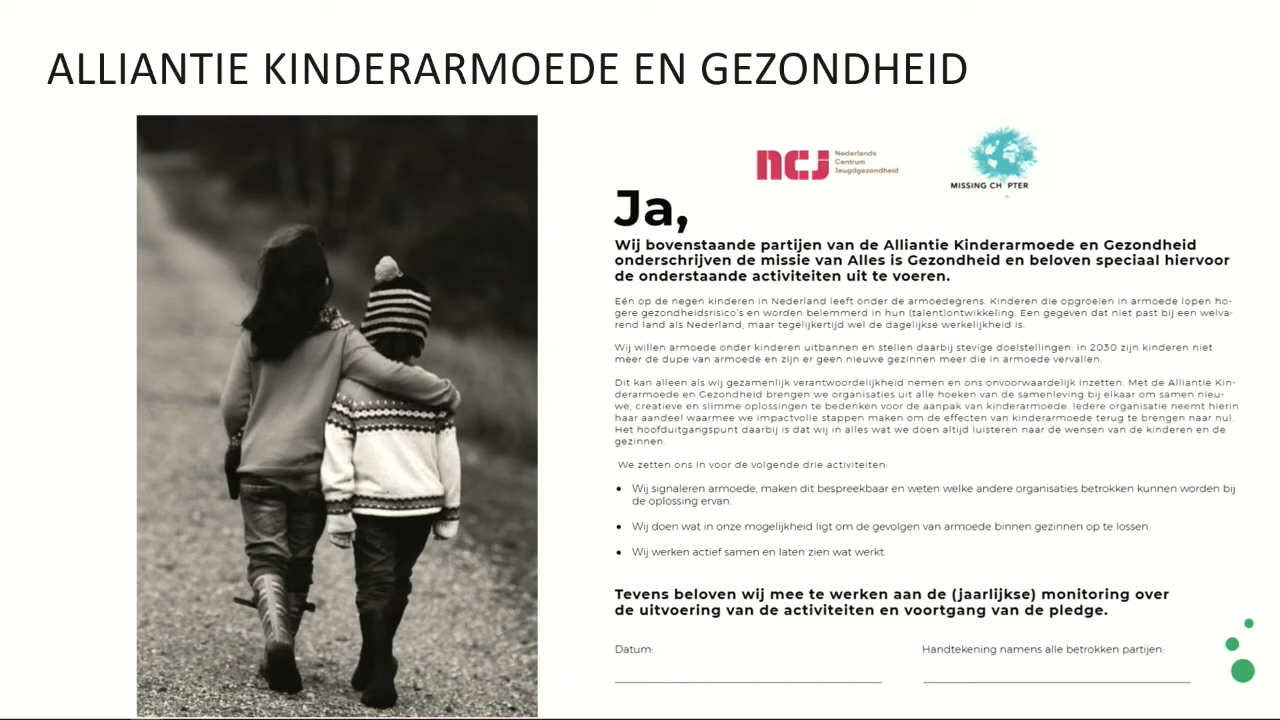 ALLIANTIE KINDERARMOEDE EN GEZONDHEID
ncj
Nederlands
Centrum
Jeugdgezondheid
MISSING CH PTER
Ja,
Wij bovenstaande partijen van de Alliantie Kinderarmoede en Gezondheid
onderschrijven de missie van Alles is Gezondheid en beloven speciaal hiervoor
de onderstaande activiteiten uit te voeren.
Eén op de negen kinderen in Nederland leeft onder de armoedegrens. Kinderen die opgroeien in armoede lopen ho-
gere gezondheidsrisico's en worden belemmerd in hun (talent)ontwikkeling. Een gegeven dat niet past bij een welva-
rend land als Nederland, maar tegelijkertijd wel de dagelijkse werkelijkheid is.
Wij willen armoede onder kinderen uitbannen en stellen daarbij stevige doelstellingen: in 2030 zijn kinderen niet
meer de dupe van armoede en zijn er geen nieuwe gezinnen meer die in armoede vervallen.
Dit kan alleen als wij gezamenlijk verantwoordelijkheid nemen en ons onvoorwaardelijk inzetten. Met de Alliantie Kin-
derarmoede en Gezondheid brengen we organisaties uit alle hoeken van de samenleving bij elkaar om samen nieu-
we, creatieve en slimme oplossingen te bedenken voor de aanpak van kinderarmoede. Iedere organisatie neemt hierin
haar aandeel waarmee we impactvolle stappen maken om de effecten van kinderarmoede terug te brengen naar nul.
Het hoofduitgangspunt daarbij is dat wij in alles wat we doen altijd luisteren naar de wensen van de kinderen en de
gezinnen.
We zetten ons in voor de volgende drie activiteiten:
• Wij signaleren armoede, maken dit bespreekbaar en weten welke andere organisaties betrokken kunnen worden bij
de oplossing ervan.
• Wij doen wat in onze mogelijkheid ligt om de gevolgen van armoede binnen gezinnen op te lossen.
• Wij werken actief samen en laten zien wat werkt.
Tevens beloven wij mee te werken aan de (jaarlijkse) monitoring over
de uitvoering van de activiteiten en voortgang van de pledge.
Datum:
Handtekening namens alle betrokken partijen: